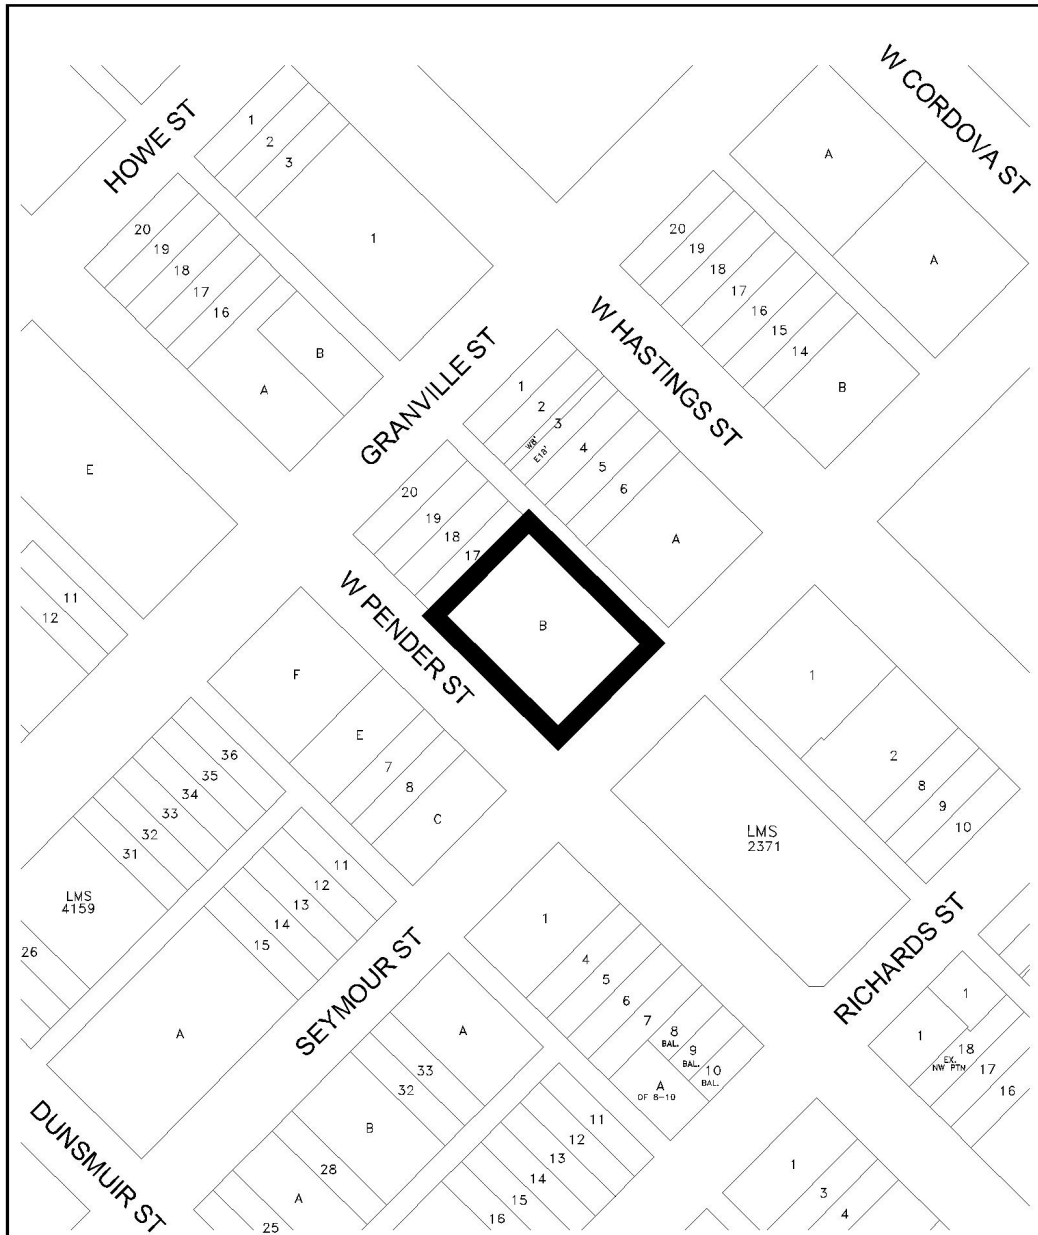 W CORDOVA ST
HOWE ST
1
2
3
1
A
A
20
19
18
17
16
A
B
20
19
18
17
16
15
14
B
W HASTINGS ST
GRANVILLE ST
1
2
3
W8'
E18'
4
5
6
A
E
20
19
18
17
B
W PENDER ST
11
12
F
E
7
8
C
1
2
8
9
10
36
35
34
33
32
31
LMS
4159
26
11
12
13
14
15
A
LMS
2371
SEYMOUR ST
RICHARDS ST
1
4
5
6
7
8
BAL.
9
BAL.
10
BAL.
A
OF 8-10
1
1
18
EX.
NW PTN
17
16
A
33
32
B
28
A
25
11
12
13
14
15
16
1
3
4
DUNSMUIR ST